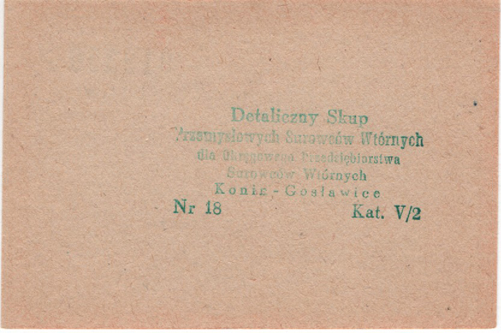 Detaliczny Skup
Przemysłowych Surowców Wtórnych
dla Okręgowego Przedsiębiorstwa
Surowców Wtórnych
Konin-Gosławice
Nr 18 Kat. V/2